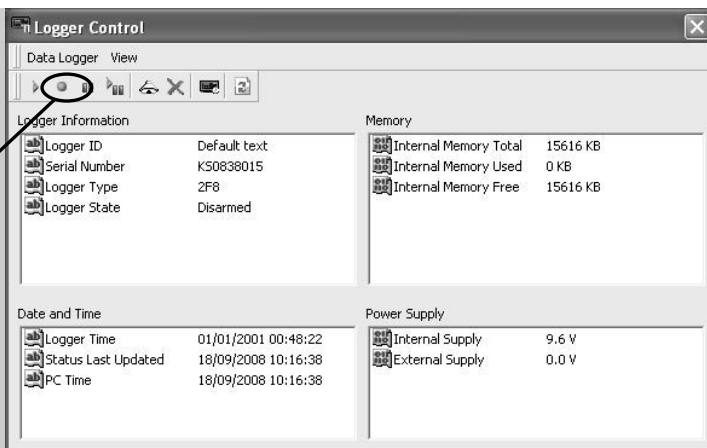 Logger Control
Data Logger View
Logger Information
Logger ID Default text
Serial Number KS0838015
Logger Type 2F8
Logger State Disarmed
Memory
Internal Memory Total 15616 KB
Internal Memory Used 0 KB
Internal Memory Free 15616 KB
Date and Time
Logger Time 01/01/2001 00:48:22
Status Last Updated 18/09/2008 10:16:38
PC Time 18/09/2008 10:16:38
Power Supply
Internal Supply 9.6 V
External Supply 0.0 V